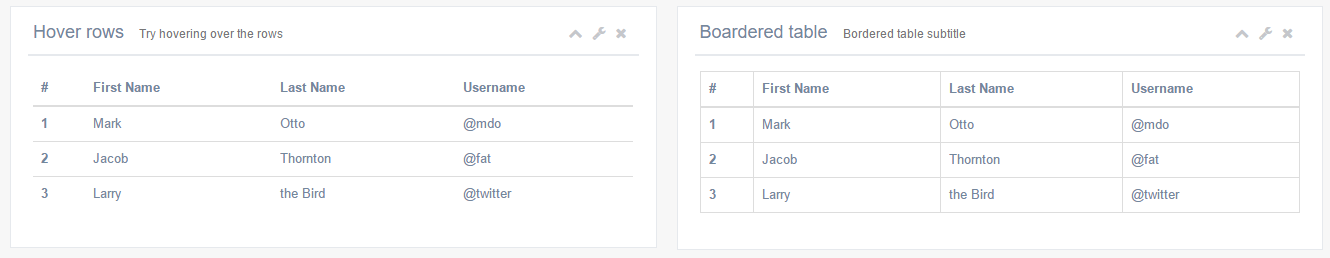 Hover rows Try hovering over the rows
# First Name Last Name Username
1 Mark Otto @mdo
2 Jacob Thornton @fat
3 Larry the Bird @twitter
Boardered table Bordered table subtitle
# First Name Last Name Username
1 Mark Otto @mdo
2 Jacob Thornton @fat
3 Larry the Bird @twitter